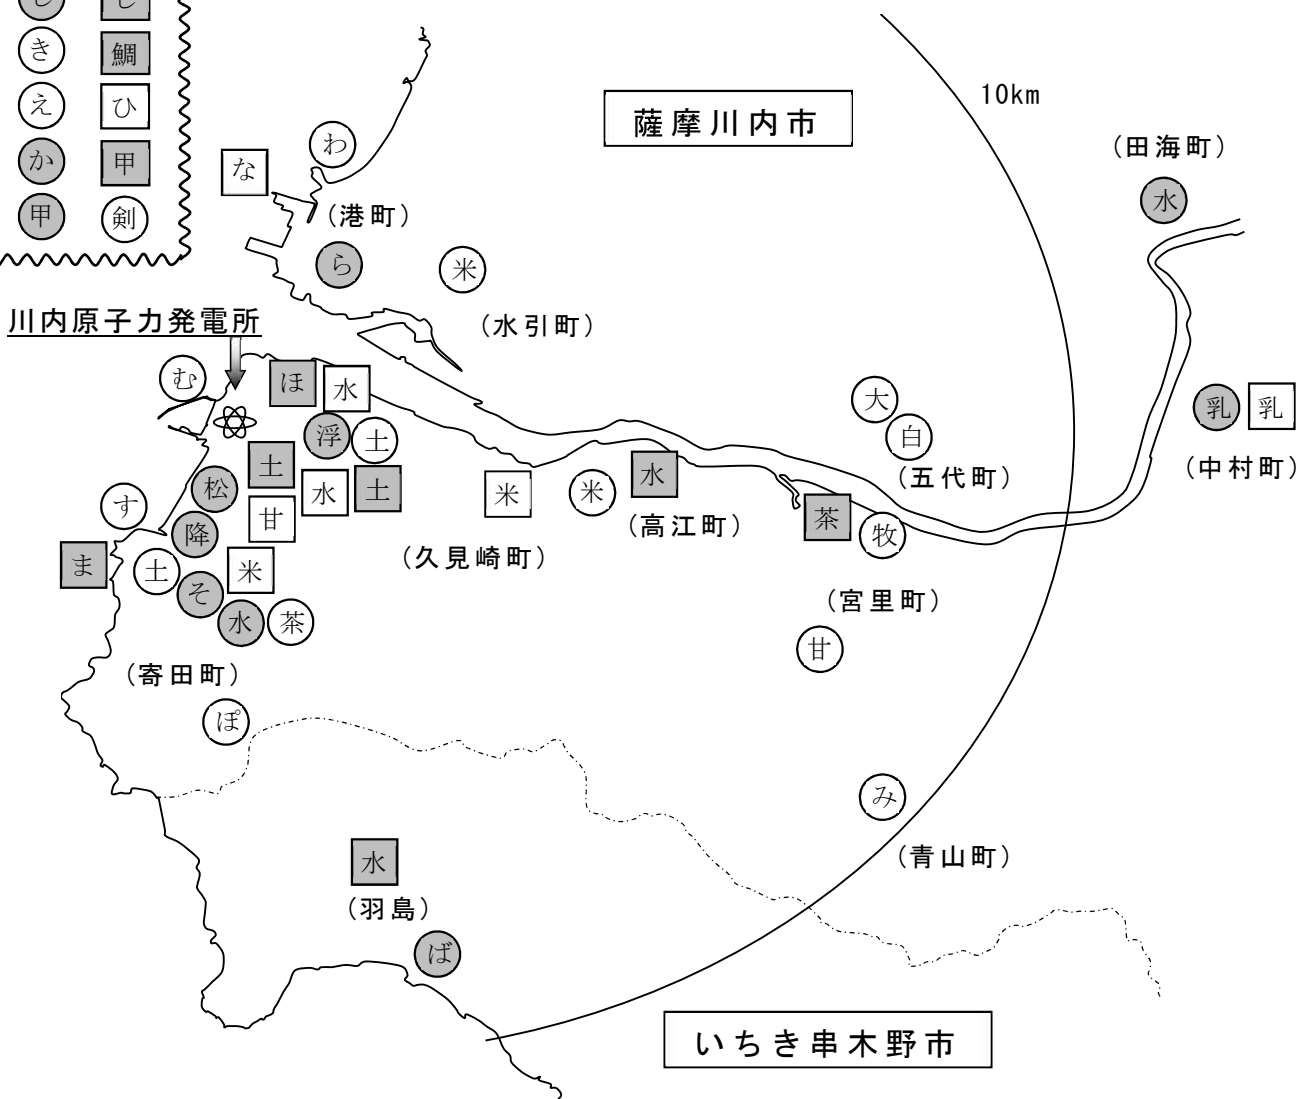 し し
き 鯛
え ひ
か 甲
甲 剣
10km
薩摩川内市
(田海町)
水
わ
な
(港町)
ら
米
(水引町)
川内原子力発電所
む
ほ 水
浮 土
土
水 土
松
甘
す
降
ま
土
米
そ
水 茶
(久見崎町)
米 米
水
(高江町)
大
白
(五代町)
乳 乳
(中村町)
茶 牧
(宮里町)
甘
(寄田町)
ぽ
み
(青山町)
水
(羽島)
ば
いちき串木野市